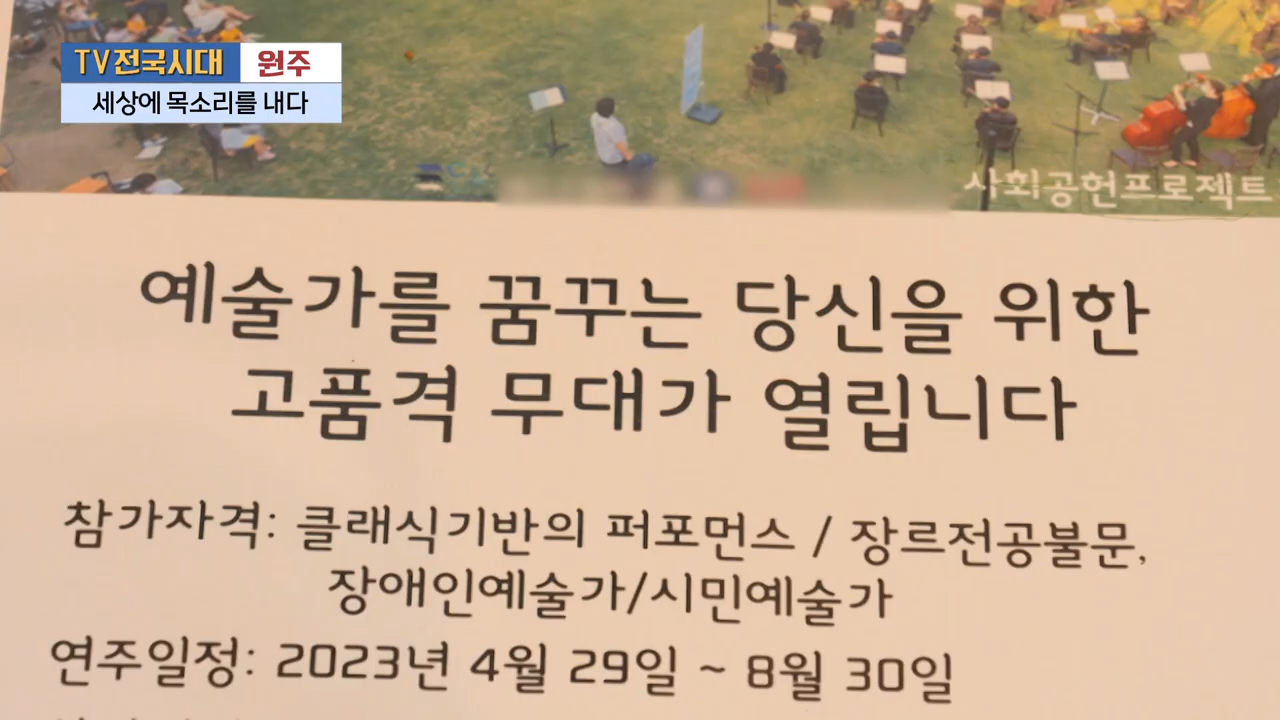 TV전국시대 원주
세상에 목소리를 내다
사회공헌프로젝트
예술가를 꿈꾸는 당신을 위한
고품격 무대가 열립니다
참가자격: 클래식기반의 퍼포먼스 / 장르전공불문,
장애인예술가/시민예술가
연주일정: 2023년 4월 29일 ~ 8월 30일